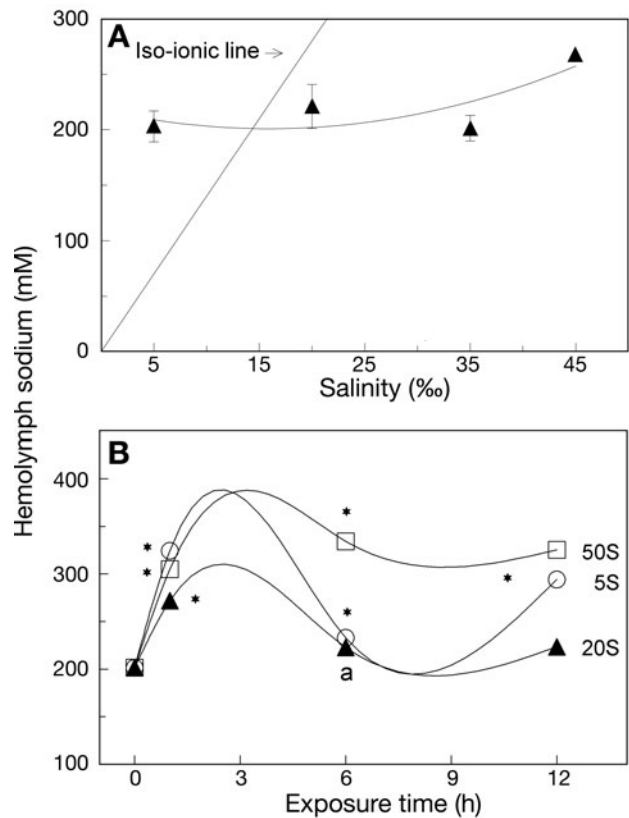 Hemolymph sodium (mM)
A
Iso-ionic line
300
200
100
0
5 15 25 35 45
Salinity (‰)
B
400
300
200
100
50S
5S
20S
a
0 3 6 9 12
Exposure time (h)